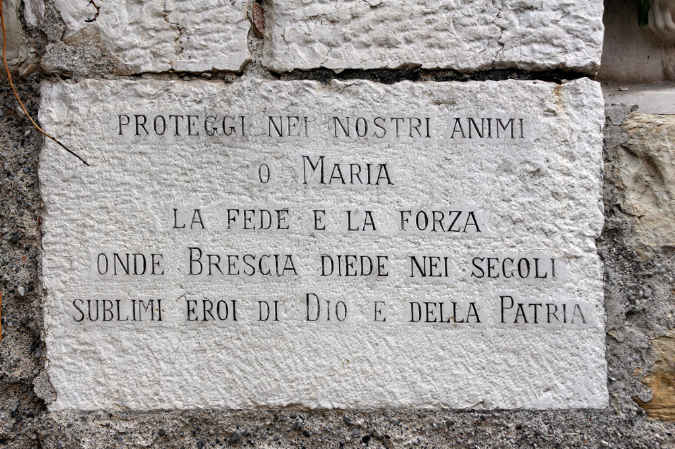 PROTEGGI NEI NOSTRI ANIMI
O MARIA
LA FEDE E LA FORZA
ONDE BRESCIA DIEDE NEI SECOLI
SUBLIMI EROI DI DIO E DELLA PATRIA